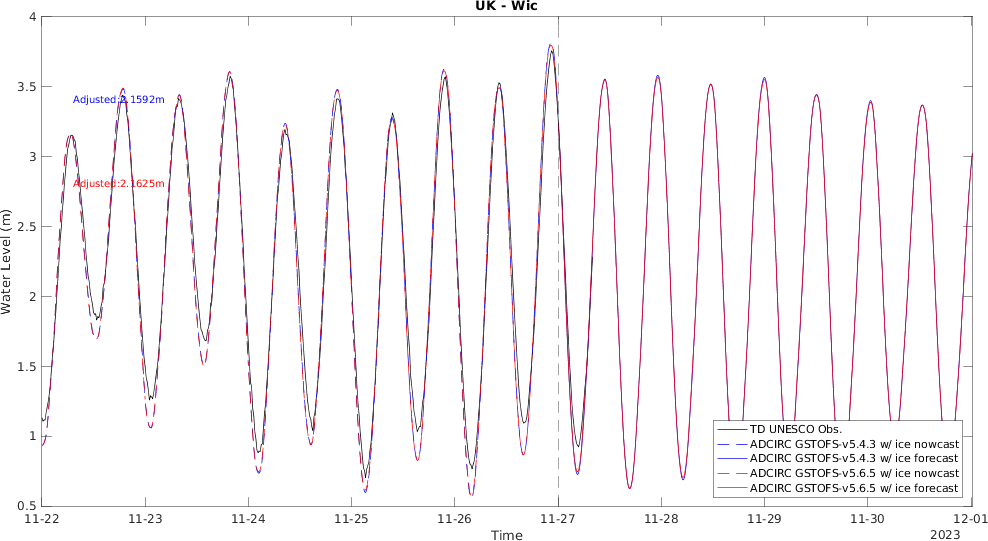 UK - Wic
4
3.5
3
2.5
2
1.5
1
0.5
Water Level (m)
Adjusted:2.1592m
Adjusted:2.1625m
TD UNESCO Obs.
ADCIRC GSTOFS-v5.4.3 w/ ice nowcast
ADCIRC GSTOFS-v5.4.3 w/ ice forecast
ADCIRC GSTOFS-v5.6.5 w/ ice nowcast
ADCIRC GSTOFS-v5.6.5 w/ ice forecast
11-22 11-23 11-24 11-25 11-26 11-27 11-28 11-29 11-30 12-01
Time
2023